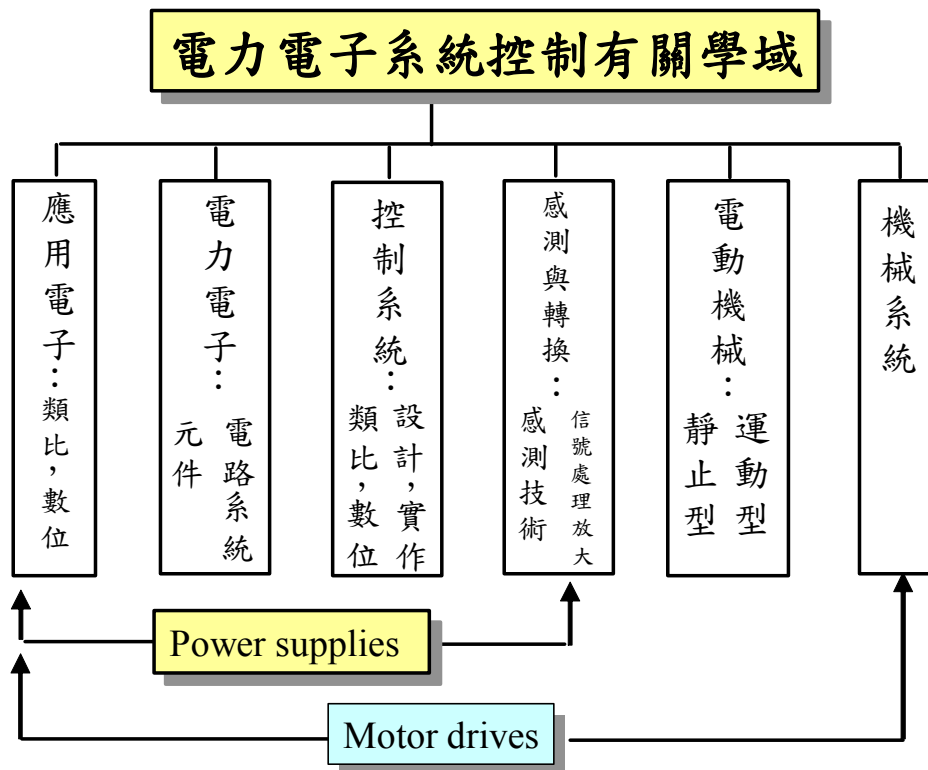 電力電子系統控制有關學域
應用電子：類比，數位
電力電子：
電路系統
元件
控制系統：
設計，實作
類比，數位
感測與轉換：
信號處理放大
感測技術
電動機械：
運動型
靜止型
機械系統
Power supplies
Motor drives